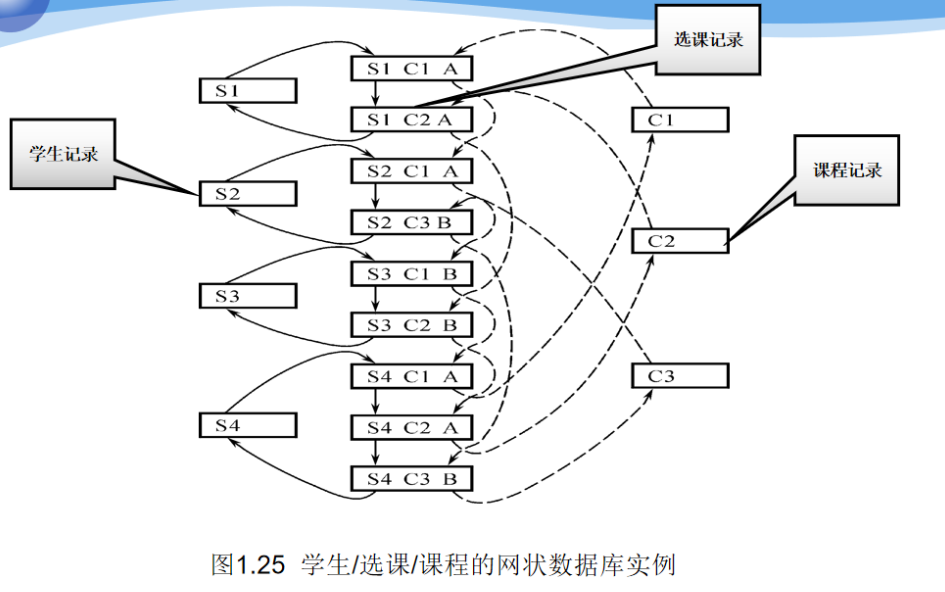 选课记录
S1 C1 A
S1
S1 C2 A
C1
学生记录
S2 C1 A
课程记录
S2
S2 C3 B
C2
S3 C1 B
S3
S3 C2 B
S4 C1 A
C3
S4
S4 C2 A
S4 C3 B
图1.25 学生/选课/课程的网状数据库实例